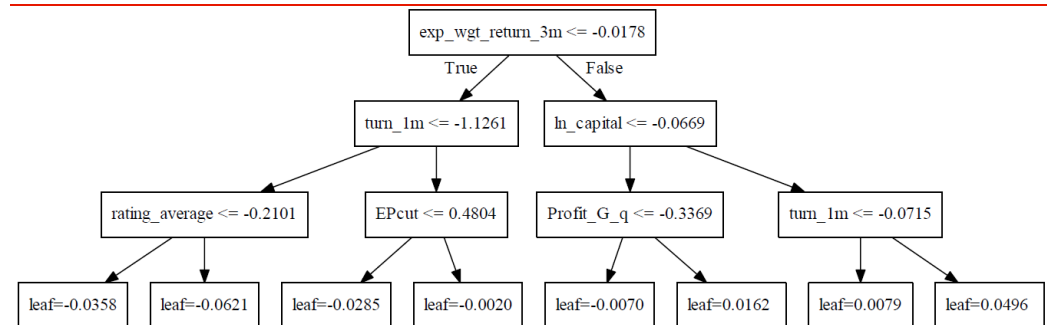 exp_wgt_return_3m <= -0.0178
True
False
turn_1m <= -1.1261
ln_capital <= -0.0669
rating_average <= -0.2101
EPcut <= 0.4804
Profit_G_q <= -0.3369
turn_1m <= -0.0715
leaf=-0.0358
leaf=-0.0621
leaf=-0.0285
leaf=-0.0020
leaf=-0.0070
leaf=0.0162
leaf=0.0079
leaf=0.0496